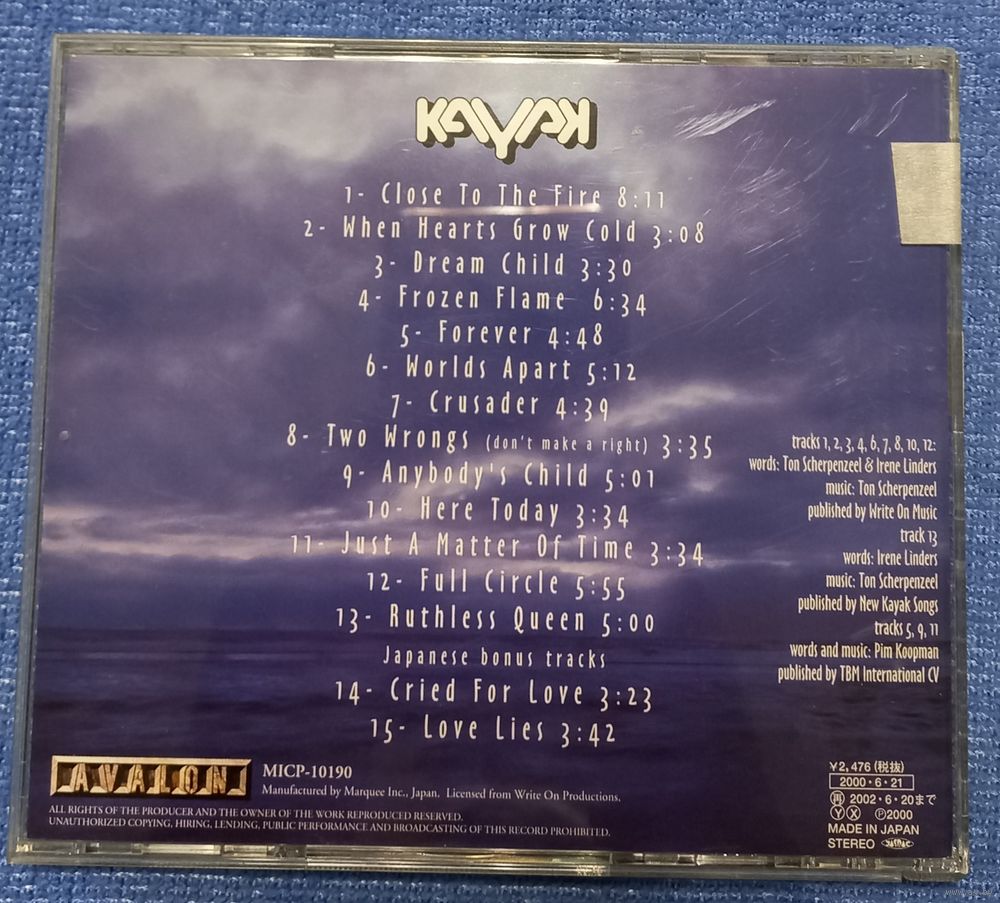 KAYAK
1- Close To The Fire 8:11
2- When Hearts Grow Cold 3:08
3- Dream Child 3:30
4- Frozen Flame 6:34
5- Forever 4:48
6- Worlds Apart 5:12
7- Crusader 4:39
8- Two Wrongs (don't make a right) 3:35
9- Anybody's Child 5:01
10- Here Today 3:34
11- Just A Matter Of Time 3:34
12- Full Circle 5:55
13- Ruthless Queen 5:00
Japanese bonus tracks
14- Cried For Love 3:23
15- Love Lies 3:42
tracks 1, 2, 3, 4, 6, 7, 8, 10, 12:
words: Ton Scherpenzeel & Irene Linders
music: Ton Scherpenzeel
published by Write On Music
track 13
words: Irene Linders
music: Ton Scherpenzeel
published by New Kayak Songs
tracks 5, 9, 11
words and music: Pim Koopman
published by TBM International CV
AVALON
MICP-10190
Manufactured by Marquee Inc., Japan. Licensed from Write On Productions.
ALL RIGHTS OF THE PRODUCER AND THE OWNER OF THE WORK REPRODUCED RESERVED.
UNAUTHORIZED COPYING, HIRING, LENDING, PUBLIC PERFORMANCE AND BROADCASTING OF THIS RECORD PROHIBITED.
¥2,476 (税抜)
2000・6・21
再 2002・6・20まで
Ⓨ Ⓧ Ⓟ2000
MADE IN JAPAN
STEREO